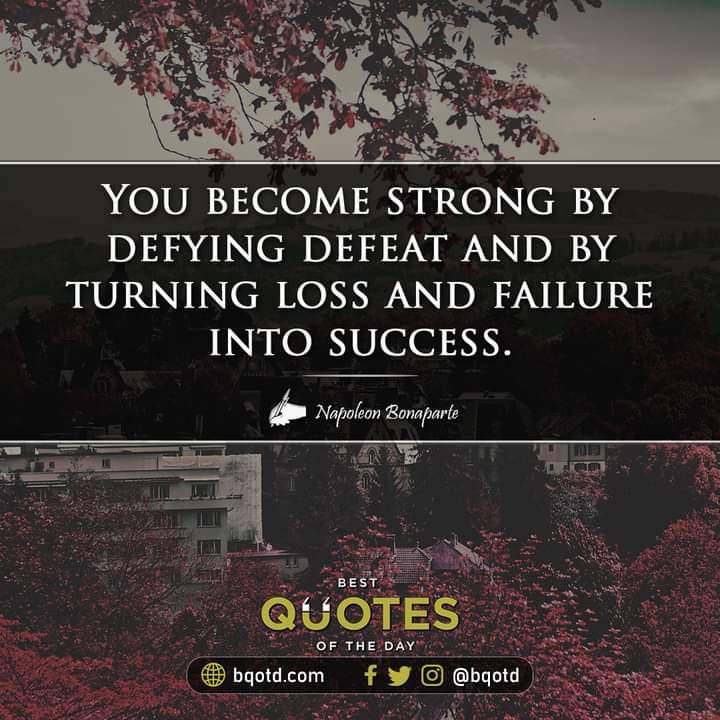 You become strong by
defying defeat and by
turning loss and failure
into success.
Napoleon Bonaparte
BEST
QUOTES
OF THE DAY
bqotd.com @bqotd